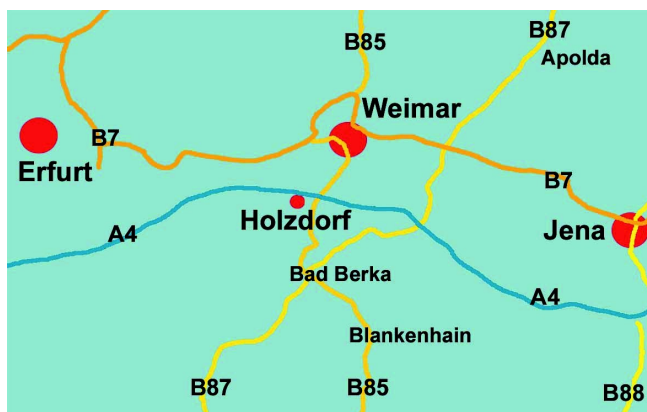 B87
B85
Apolda
Weimar
B7
Erfurt
B7
Holzdorf
Jena
A4
Bad Berka
A4
Blankenhain
B87
B85
B88